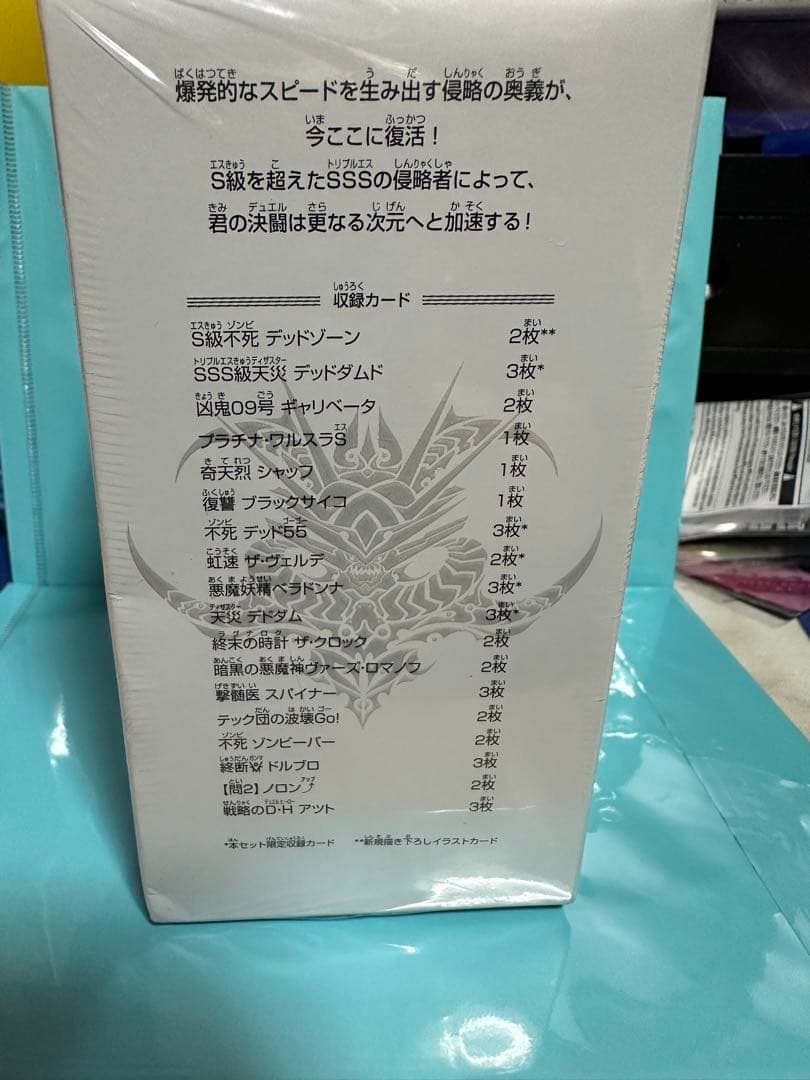 爆発的なスピードを生み出す侵略の奥義が、
今ここに復活！
S級を超えたSSSの侵略者によって、
君の決闘は更なる次元へと加速する！
収録カード
S級不死 デッドゾーン 2枚**
SSS級天災 デッドダムド 3枚*
凶鬼09号 ギャリベータ 2枚
プラチナ・ワルスラS 1枚
奇天烈 シャッフ 1枚
復讐 ブラックサイコ 1枚
不死 デッド55 3枚*
虹速 ザ・ヴェルデ 2枚*
悪魔妖精ベラドンナ 3枚*
天災 デドダム 3枚*
終末の時計 ザ・クロック 2枚
暗黒の悪魔神ヴァーズ・ロマノフ 2枚
撃髄医 スパイナー 3枚
テック団の波壊Go! 2枚
不死 ゾンビーバー 2枚
終断 ドルブロ 3枚
【問2】ノロン⤴ 2枚
戦略のD・H アツト 3枚
*本セット限定収録カード **新規描き下ろしイラストカード